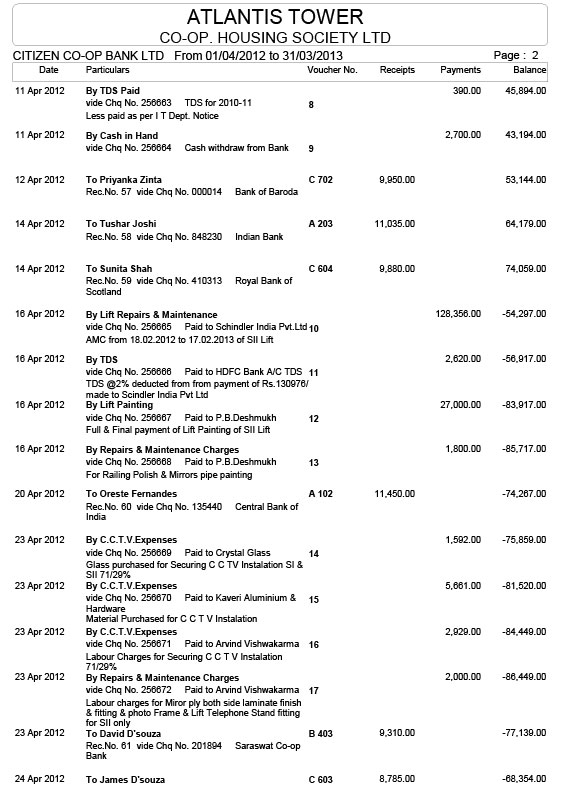 ATLANTIS TOWER
CO-OP. HOUSING SOCIETY LTD
CITIZEN CO-OP BANK LTD From 01/04/2012 to 31/03/2013 Page : 2
Date Particulars Voucher No. Receipts Payments Balance
11 Apr 2012 By TDS Paid 390.00 45,894.00
vide Chq No. 256663 TDS for 2010-11 8
Less paid as per I T Dept. Notice
11 Apr 2012 By Cash in Hand 2,700.00 43,194.00
vide Chq No. 256664 Cash withdraw from Bank 9
12 Apr 2012 To Priyanka Zinta C 702 9,950.00 53,144.00
Rec.No. 57 vide Chq No. 000014 Bank of Baroda
14 Apr 2012 To Tushar Joshi A 203 11,035.00 64,179.00
Rec.No. 58 vide Chq No. 848230 Indian Bank
14 Apr 2012 To Sunita Shah C 604 9,880.00 74,059.00
Rec.No. 59 vide Chq No. 410313 Royal Bank of
Scotland
16 Apr 2012 By Lift Repairs & Maintenance 128,356.00 -54,297.00
vide Chq No. 256665 Paid to Schindler India Pvt.Ltd 10
AMC from 18.02.2012 to 17.02.2013 of SII Lift
16 Apr 2012 By TDS 2,620.00 -56,917.00
vide Chq No. 256666 Paid to HDFC Bank A/C TDS 11
TDS @2% deducted from from payment of Rs.130976/
made to Scindler India Pvt Ltd
16 Apr 2012 By Lift Painting 27,000.00 -83,917.00
vide Chq No. 256667 Paid to P.B.Deshmukh 12
Full & Final payment of Lift Painting of SII Lift
16 Apr 2012 By Repairs & Maintenance Charges 1,800.00 -85,717.00
vide Chq No. 256668 Paid to P.B.Deshmukh 13
For Railing Polish & Mirrors pipe painting
20 Apr 2012 To Oreste Fernandes A 102 11,450.00 -74,267.00
Rec.No. 60 vide Chq No. 135440 Central Bank of
India
23 Apr 2012 By C.C.T.V.Expenses 1,592.00 -75,859.00
vide Chq No. 256669 Paid to Crystal Glass 14
Glass purchased for Securing C C TV Instalation SI &
SII 71/29%
23 Apr 2012 By C.C.T.V.Expenses 5,661.00 -81,520.00
vide Chq No. 256670 Paid to Kaveri Aluminium & 15
Hardware
Material Purchased for C C T V Instalation
23 Apr 2012 By C.C.T.V.Expenses 2,929.00 -84,449.00
vide Chq No. 256671 Paid to Arvind Vishwakarma 16
Labour Charges for Securing C C T V Instalation
71/29%
23 Apr 2012 By Repairs & Maintenance Charges 2,000.00 -86,449.00
vide Chq No. 256672 Paid to Arvind Vishwakarma 17
Labour charges for Miror ply both side laminate finish
& fitting & photo Frame & Lift Telephone Stand fitting
for SII only
23 Apr 2012 To David D'souza B 403 9,310.00 -77,139.00
Rec.No. 61 vide Chq No. 201894 Saraswat Co-op
Bank
24 Apr 2012 To James D'souza C 603 8,785.00 -68,354.00